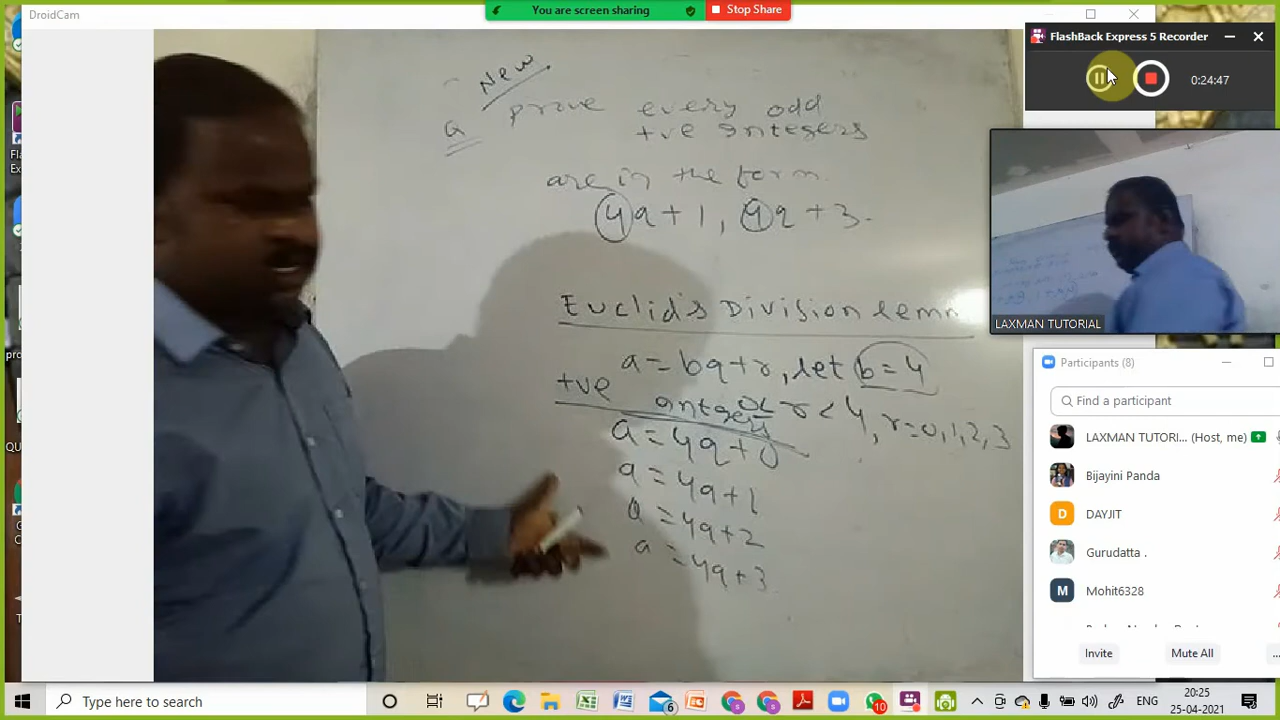 DroidCam
You are screen sharing
Stop Share
FlashBack Express 5 Recorder
0:24:47
New
Q prove every odd
+ve integers
are in the form
4q+1, 4q+3.
Euclid's Division lemm
a = bq+r, let b = 4
+ve integers
0≤ r < 4, r=0,1,2,3
a = 4q+0
a = 4q+1
a = 4q+2
a = 4q+3
LAXMAN TUTORIAL
Participants (8)
Find a participant
LAXMAN TUTORI... (Host, me)
Bijayini Panda
D DAYJIT
Gurudatta .
M Mohit6328
Invite
Mute All
...
Type here to search
6
10
ENG
20:25
25-04-2021